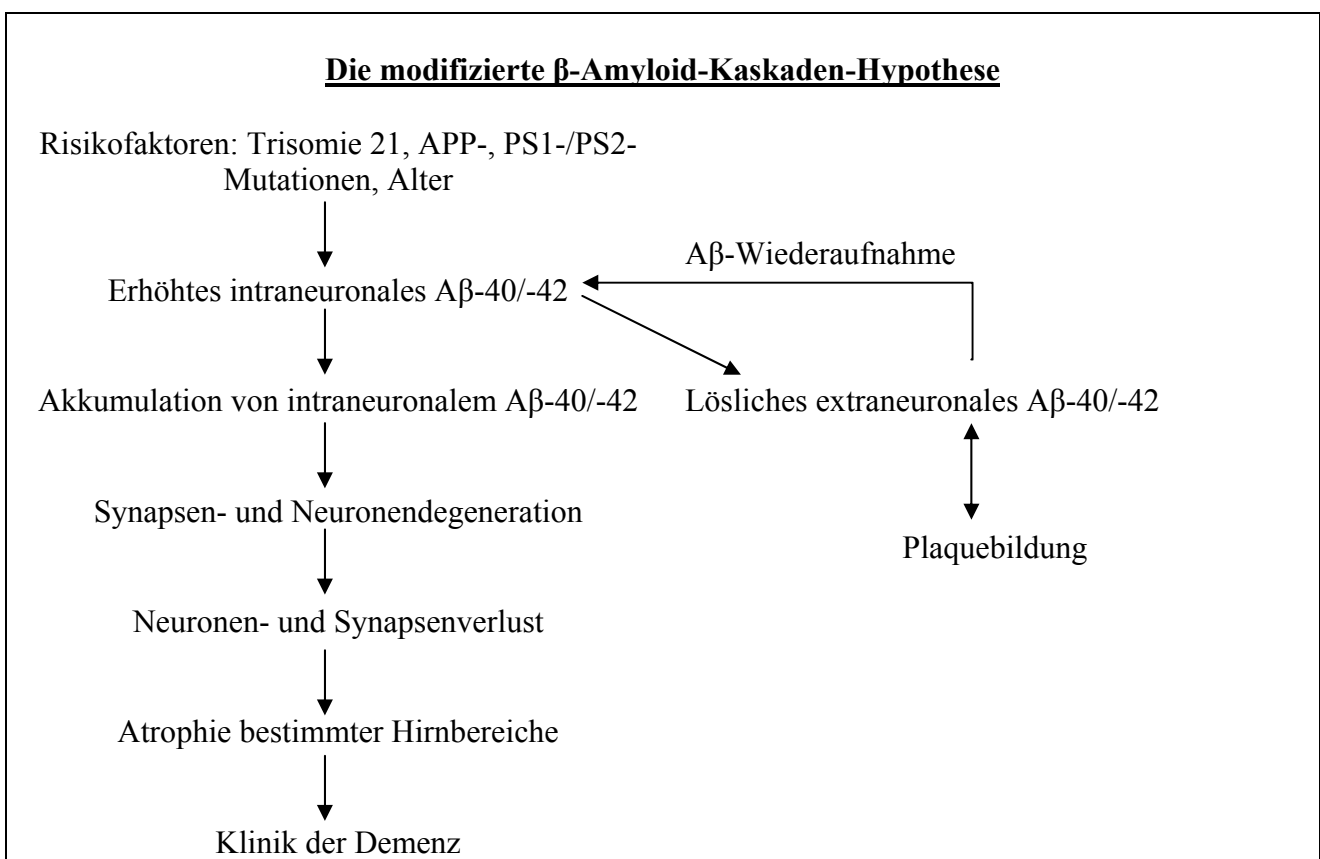 Die modifizierte β-Amyloid-Kaskaden-Hypothese
Risikofaktoren: Trisomie 21, APP-, PS1-/PS2-
Mutationen, Alter
Aβ-Wiederaufnahme
Erhöhtes intraneuronales Aβ-40/-42
Akkumulation von intraneuronalem Aβ-40/-42
Lösliches extraneuronales Aβ-40/-42
Synapsen- und Neuronendegeneration
Plaquebildung
Neuronen- und Synapsenverlust
Atrophie bestimmter Hirnbereiche
Klinik der Demenz